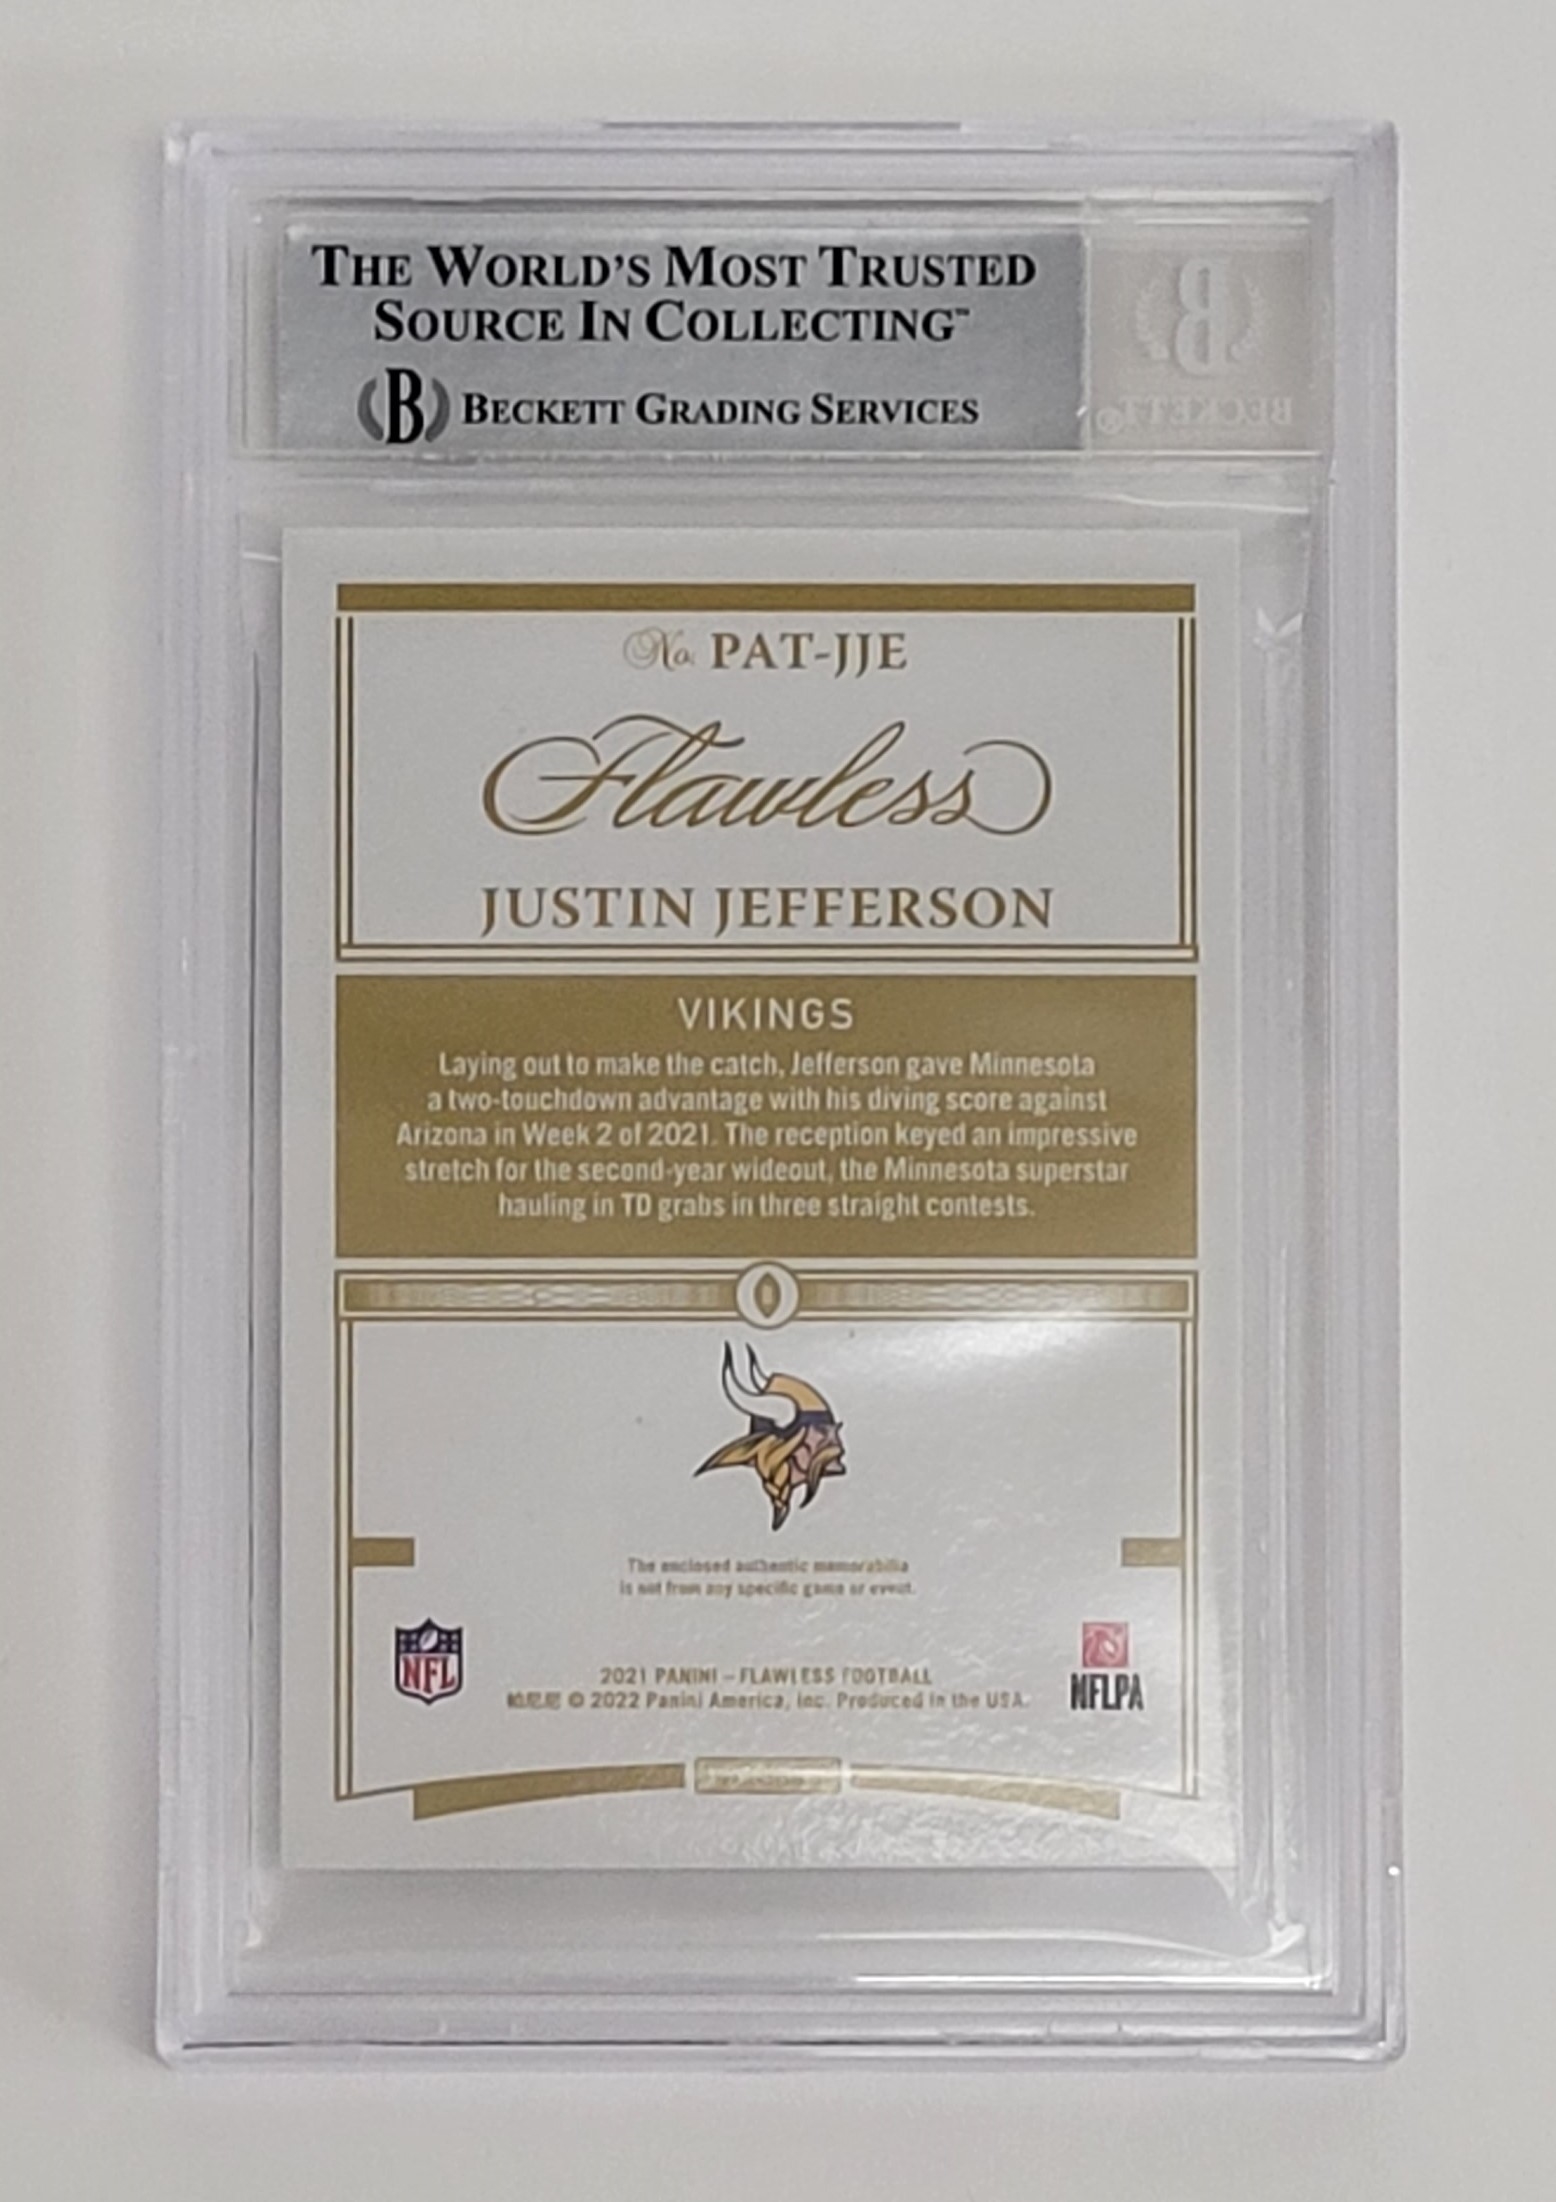 THE WORLD'S MOST TRUSTED
SOURCE IN COLLECTING™
B BECKETT GRADING SERVICES
B
BECKETT®
No. PAT-JJE
Flawless
JUSTIN JEFFERSON
VIKINGS
Laying out to make the catch, Jefferson gave Minnesota
a two-touchdown advantage with his diving score against
Arizona in Week 2 of 2021. The reception keyed an impressive
stretch for the second-year wideout, the Minnesota superstar
hauling in TD grabs in three straight contests.
The enclosed authentic memorabilia
is not from any specific game or event.
NFL
2021 PANINI – FLAWLESS FOOTBALL
帕尼尼 © 2022 Panini America, Inc. Produced in the USA.
NFLPA